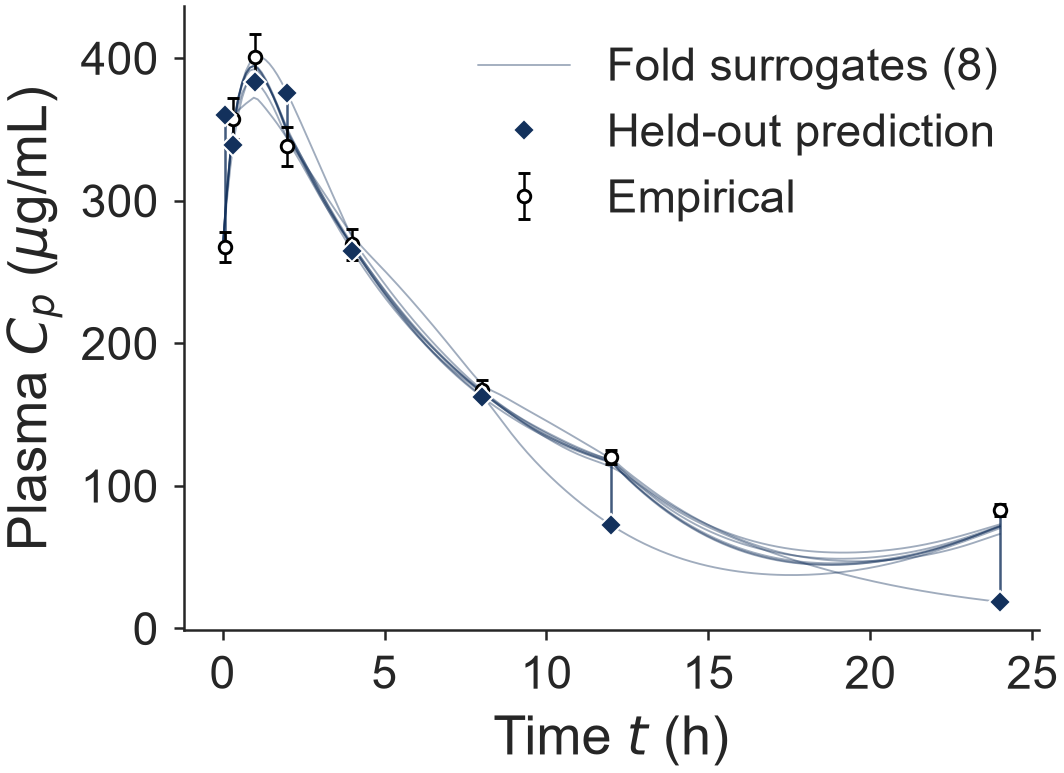 Plasma Cp (µg/mL)
400
300
200
100
0
Fold surrogates (8)
Held-out prediction
Empirical
0 5 10 15 20 25
Time t (h)